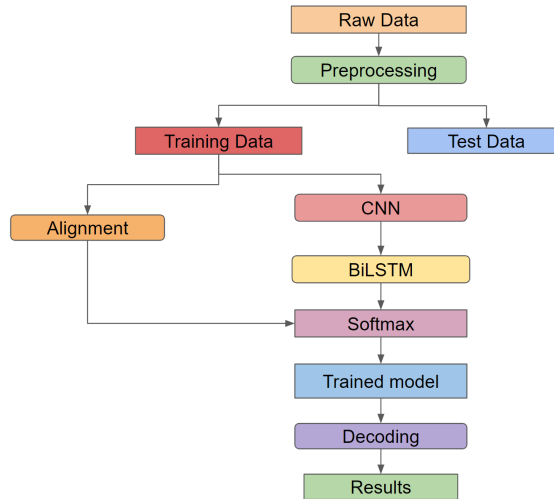 Raw Data
Preprocessing
Training Data
Test Data
Alignment
CNN
BiLSTM
Softmax
Trained model
Decoding
Results